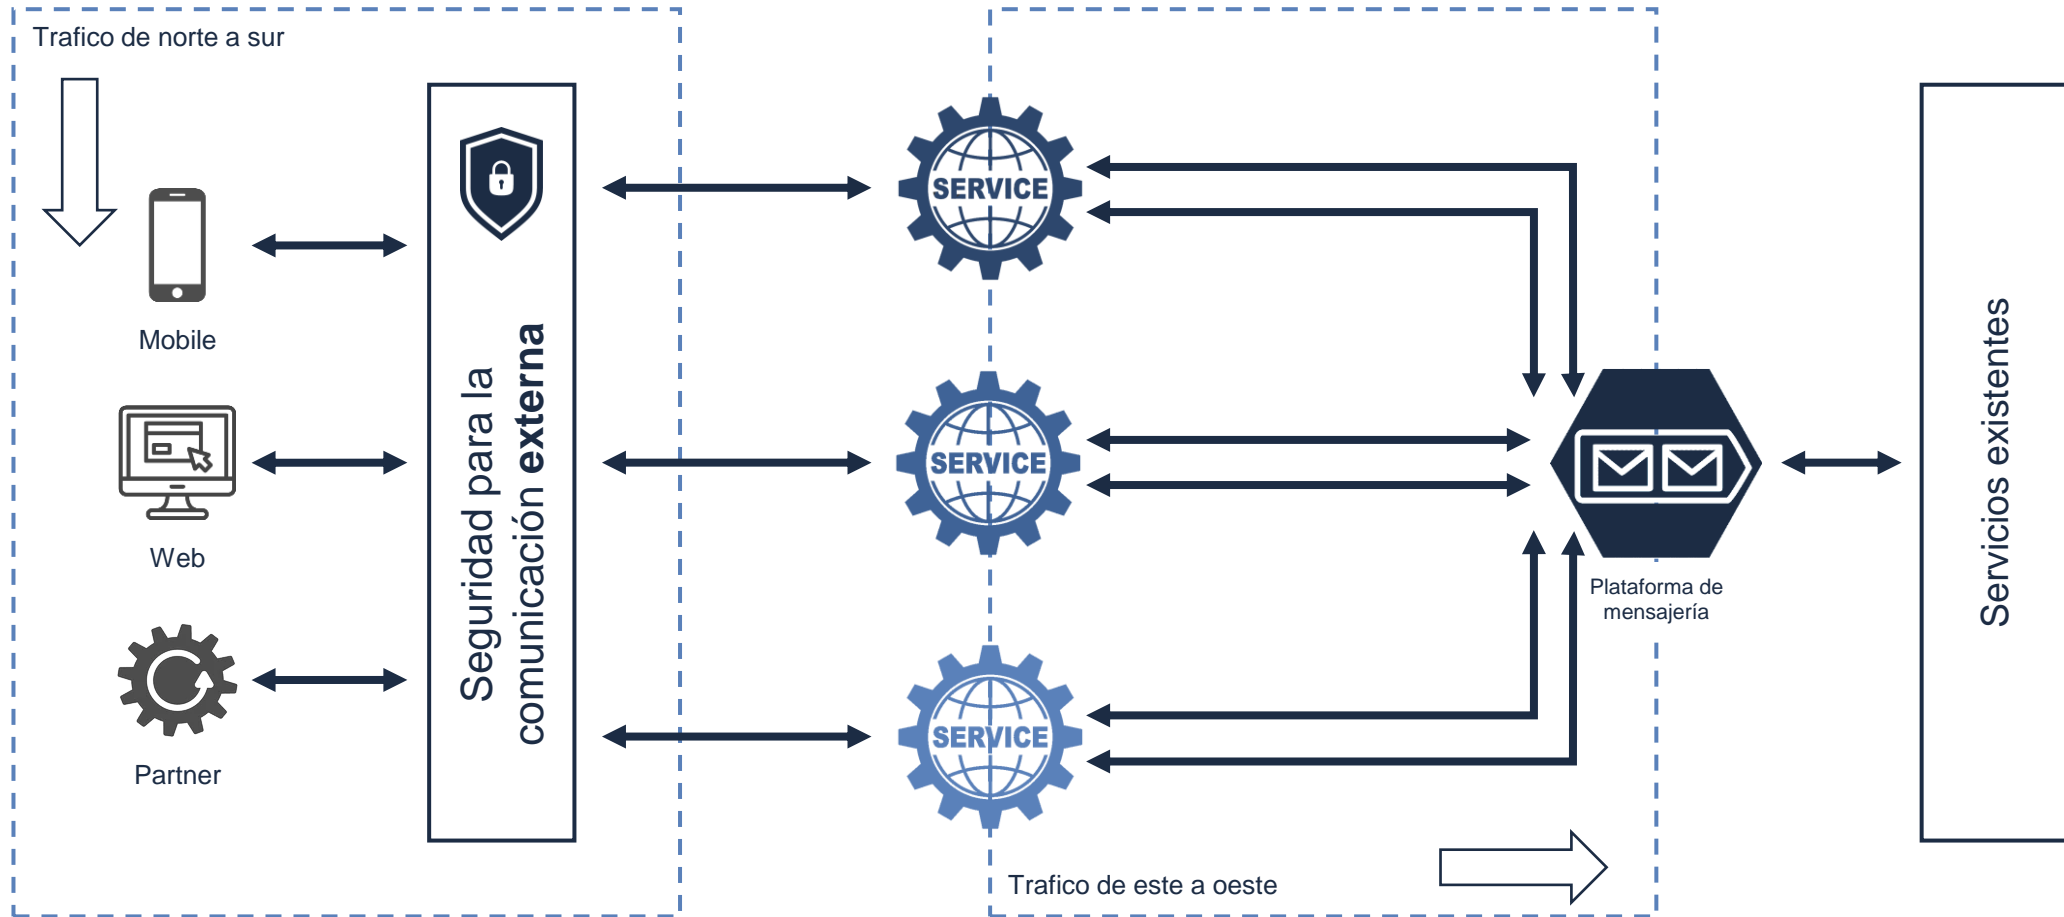 Trafico de norte a sur
Mobile
Web
Partner
Seguridad para la
comunicación externa
SERVICE
SERVICE
SERVICE
Plataforma de
mensajería
Servicios existentes
Trafico de este a oeste